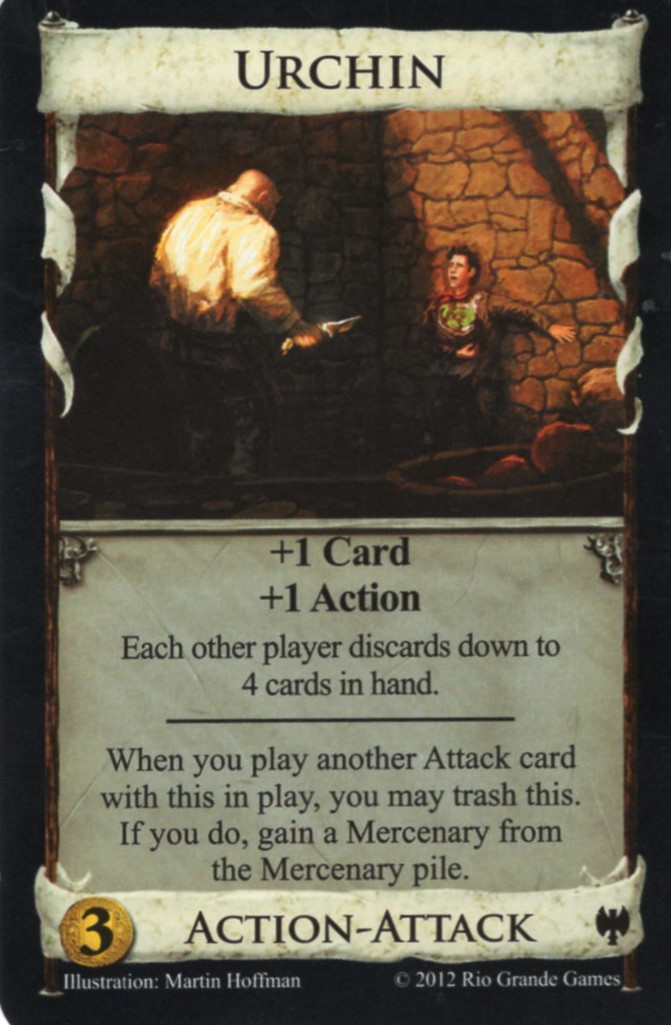 URCHIN
+1 Card
+1 Action
Each other player discards down to
4 cards in hand.
When you play another Attack card
with this in play, you may trash this.
If you do, gain a Mercenary from
the Mercenary pile.
3 ACTION-ATTACK
Illustration: Martin Hoffman © 2012 Rio Grande Games